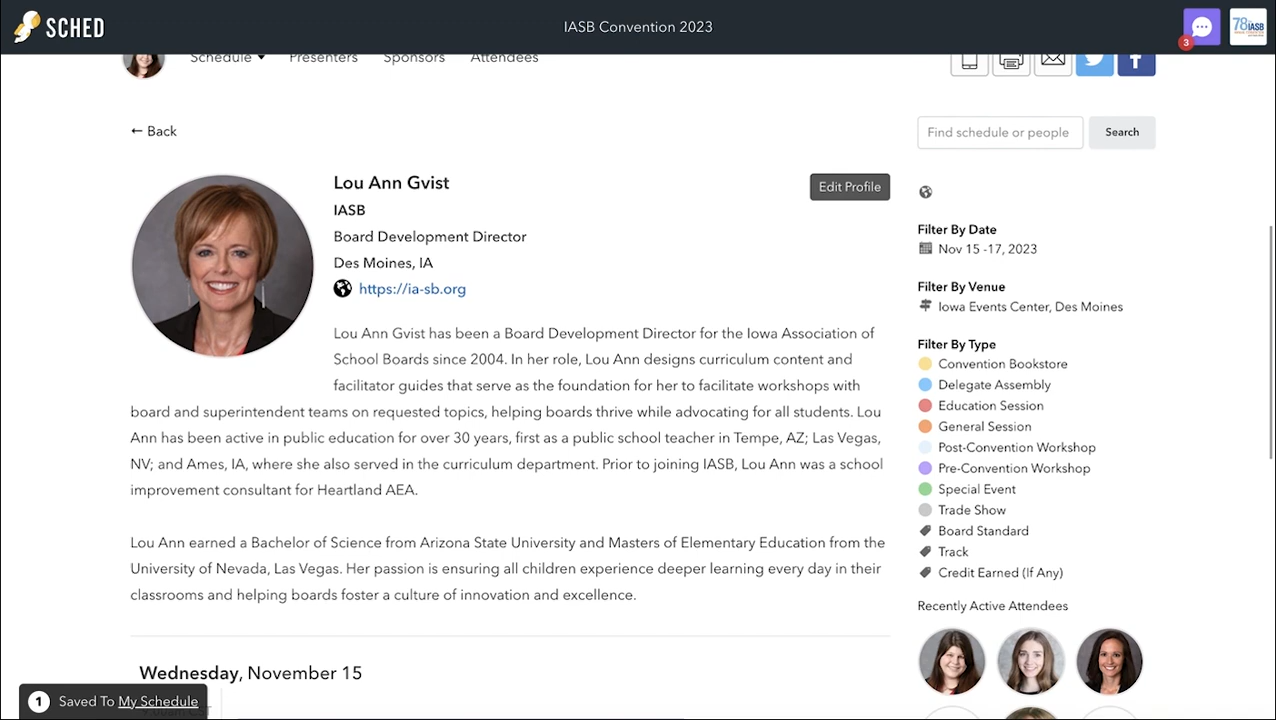 SCHED
IASB Convention 2023
3
78 IASB
Schedule
Presenters
Sponsors
Attendees
← Back
Find schedule or people
Search
Lou Ann Gvist
Edit Profile
IASB
Board Development Director
Des Moines, IA
https://ia-sb.org
Lou Ann Gvist has been a Board Development Director for the Iowa Association of
School Boards since 2004. In her role, Lou Ann designs curriculum content and
facilitator guides that serve as the foundation for her to facilitate workshops with
board and superintendent teams on requested topics, helping boards thrive while advocating for all students. Lou
Ann has been active in public education for over 30 years, first as a public school teacher in Tempe, AZ; Las Vegas,
NV; and Ames, IA, where she also served in the curriculum department. Prior to joining IASB, Lou Ann was a school
improvement consultant for Heartland AEA.
Lou Ann earned a Bachelor of Science from Arizona State University and Masters of Elementary Education from the
University of Nevada, Las Vegas. Her passion is ensuring all children experience deeper learning every day in their
classrooms and helping boards foster a culture of innovation and excellence.
Wednesday, November 15
1 Saved To My Schedule
Filter By Date
Nov 15 -17, 2023
Filter By Venue
Iowa Events Center, Des Moines
Filter By Type
Convention Bookstore
Delegate Assembly
Education Session
General Session
Post-Convention Workshop
Pre-Convention Workshop
Special Event
Trade Show
Board Standard
Track
Credit Earned (If Any)
Recently Active Attendees